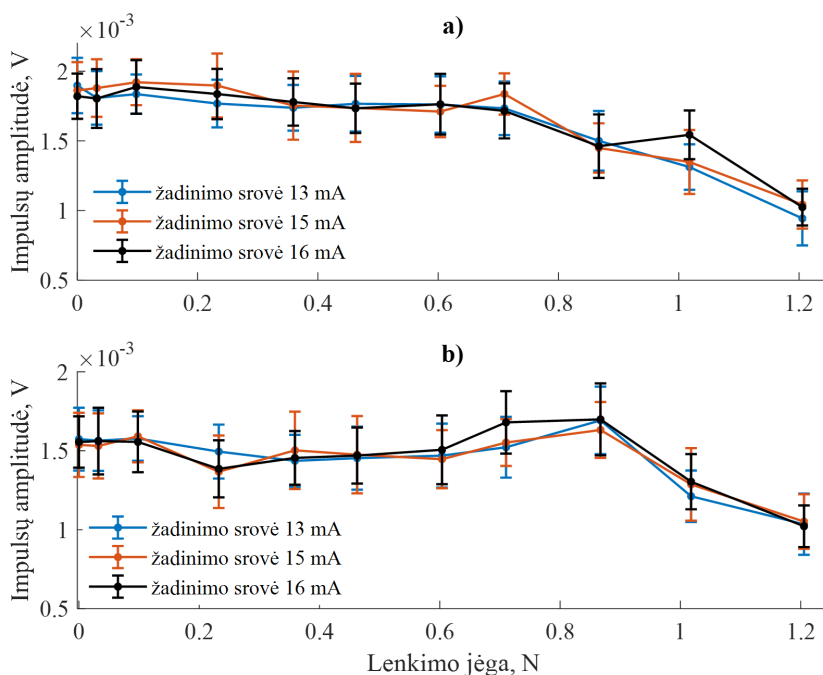 a)
×10⁻³
2
1.5
1
0.5
Impulsų amplitudė, V
žadinimo srovė 13 mA
žadinimo srovė 15 mA
žadinimo srovė 16 mA
0 0.2 0.4 0.6 0.8 1 1.2
b)
×10⁻³
2
1.5
1
0.5
Impulsų amplitudė, V
žadinimo srovė 13 mA
žadinimo srovė 15 mA
žadinimo srovė 16 mA
0 0.2 0.4 0.6 0.8 1 1.2
Lenkimo jėga, N